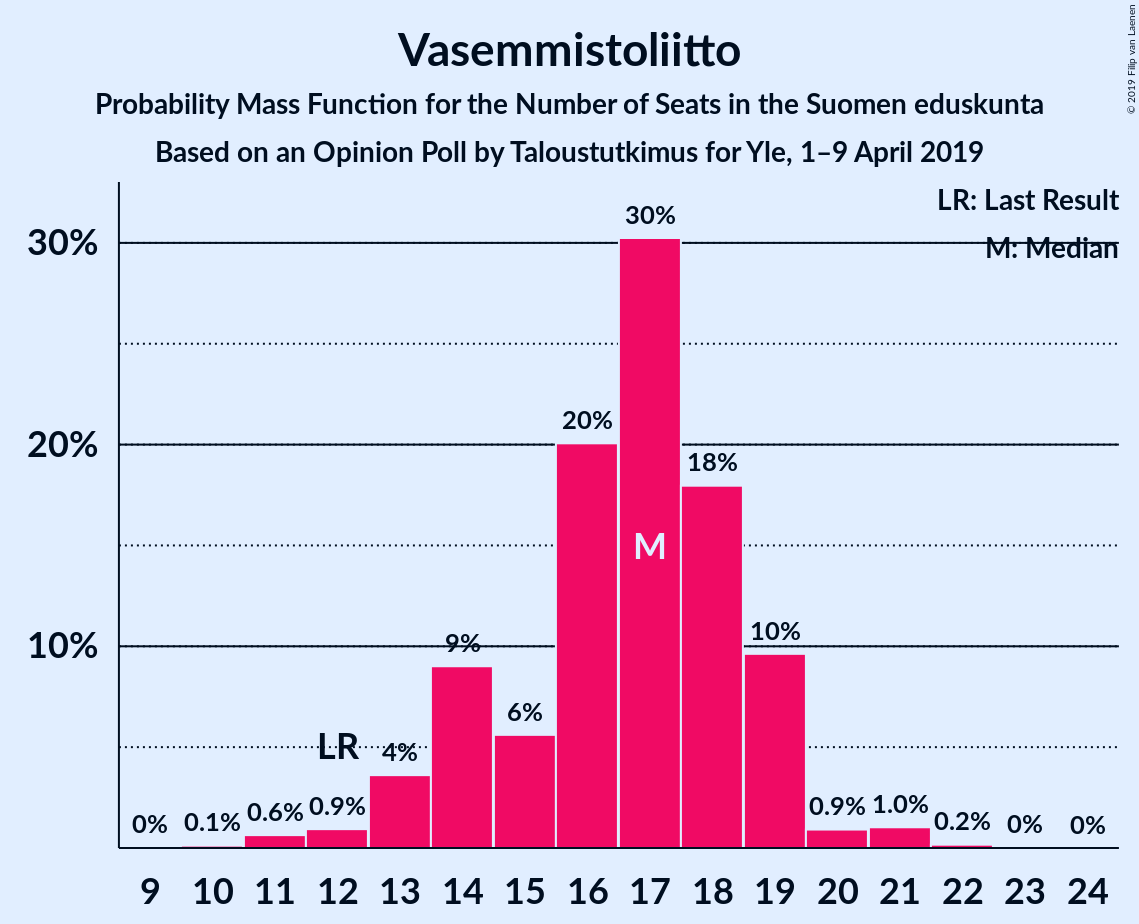 Vasemmistoliitto
Probability Mass Function for the Number of Seats in the Suomen eduskunta
Based on an Opinion Poll by Taloustutkimus for Yle, 1–9 April 2019
© 2019 Filip van Laenen
LR: Last Result
M: Median
30%
20%
10%
0%
0.1%
0.6%
0.9%
LR
4%
9%
6%
20%
30%
M
18%
10%
0.9%
1.0%
0.2%
0%
0%
9 10 11 12 13 14 15 16 17 18 19 20 21 22 23 24